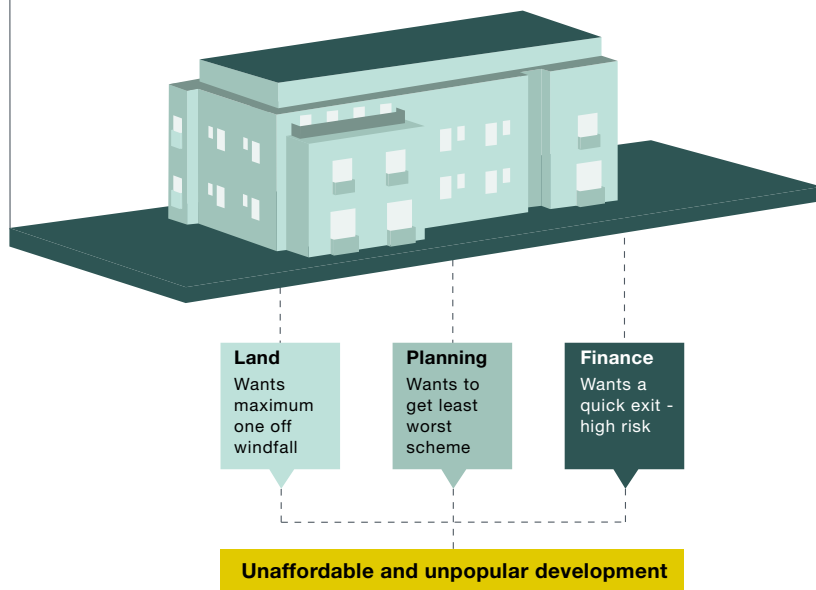 Land
Wants
maximum
one off
windfall
Planning
Wants to
get least
worst
scheme
Finance
Wants a
quick exit -
high risk
Unaffordable and unpopular development